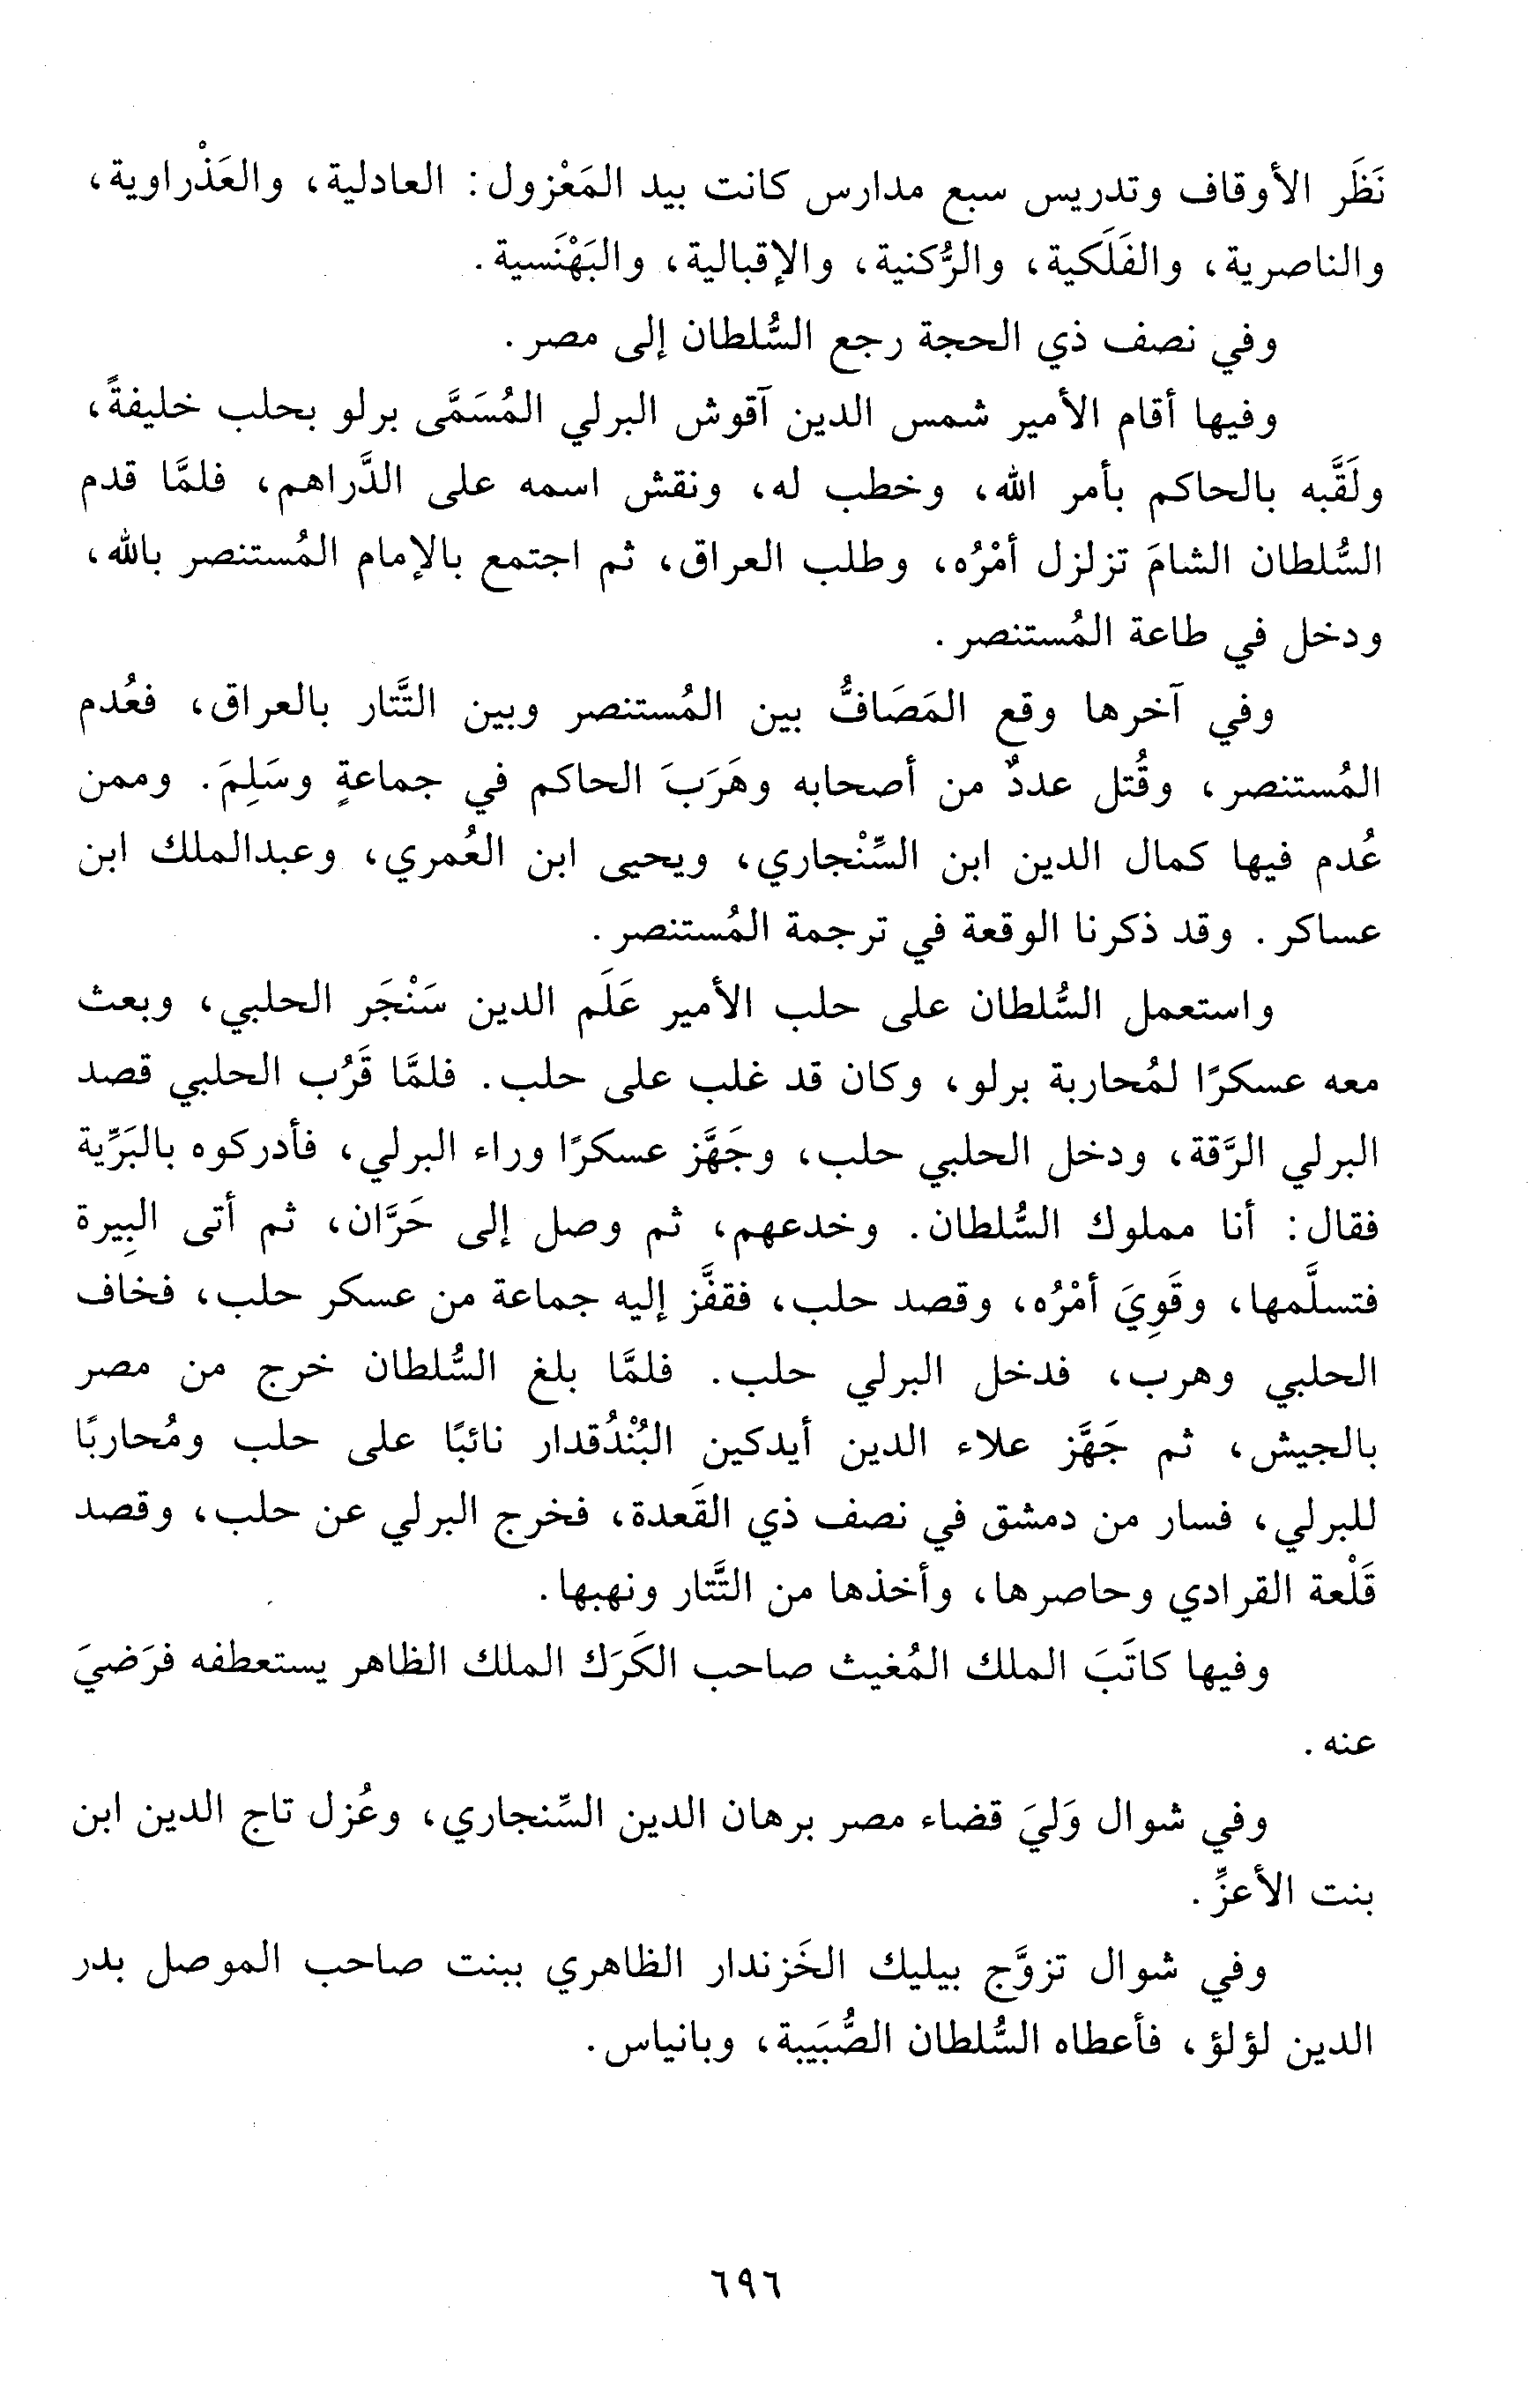 نَظَر الأوقاف وتدريس سبع مدارس كانت بيد المَعْزول: العادلية، والعَذْراوية،
والناصرية، والفَلَكية، والرُّكنية، والإقبالية، والبَهْنَسية.
وفي نصف ذي الحجة رجع السُّلطان إلى مصر.
وفيها أقام الأمير شمس الدين آقوش البرلي المُسَمَّى برلو بحلب خليفةً،
ولَقَّبه بالحاكم بأمر الله، وخطب له، ونقش اسمه على الدَّراهم، فلمَّا قدم
السُّلطان الشامَ تزلزل أمْرُه، وطلب العراق، ثم اجتمع بالإمام المُستنصر بالله،
ودخل في طاعة المُستنصر.
وفي آخرها وقع المَصَافُّ بين المُستنصر وبين التَّتار بالعراق، فعُدم
المُستنصر، وقُتل عددٌ من أصحابه وهَرَبَ الحاكم في جماعةٍ وسَلِمَ. وممن
عُدم فيها كمال الدين ابن السِّنْجاري، ويحيى ابن العُمري، وعبدالملك ابن
عساكر. وقد ذكرنا الوقعة في ترجمة المُستنصر.
واستعمل السُّلطان على حلب الأمير عَلَم الدين سَنْجَر الحلبي، وبعث
معه عسكرًا لمُحاربة برلو، وكان قد غلب على حلب. فلمَّا قَرُب الحلبي قصد
البرلي الرَّقة، ودخل الحلبي حلب، وجَهَّز عسكرًا وراء البرلي، فأدركوه بالبَرِّية
فقال: أنا مملوك السُّلطان. وخدعهم، ثم وصل إلى حَرَّان، ثم أتى البِيرة
فتسلَّمها، وقَوِيَ أمْرُه، وقصد حلب، فقفَّز إليه جماعة من عسكر حلب، فخاف
الحلبي وهرب، فدخل البرلي حلب. فلمَّا بلغ السُّلطان خرج من مصر
بالجيش، ثم جَهَّز علاء الدين أيدكين البُنْدُقدار نائبًا على حلب ومُحاربًا
للبرلي، فسار من دمشق في نصف ذي القَعدة، فخرج البرلي عن حلب، وقصد
قَلْعة القرادي وحاصرها، وأخذها من التَّتار ونهبها.
وفيها كاتَبَ الملك المُغيث صاحب الكَرَك الملك الظاهر يستعطفه فرَضيَ
عنه.
وفي شوال وَليَ قضاء مصر برهان الدين السِّنجاري، وعُزل تاج الدين ابن
بنت الأعزِّ.
وفي شوال تزوَّج بيليك الخَزندار الظاهري ببنت صاحب الموصل بدر
الدين لؤلؤ، فأعطاه السُّلطان الصُّبَيبة، وبانياس.
٦٩٦